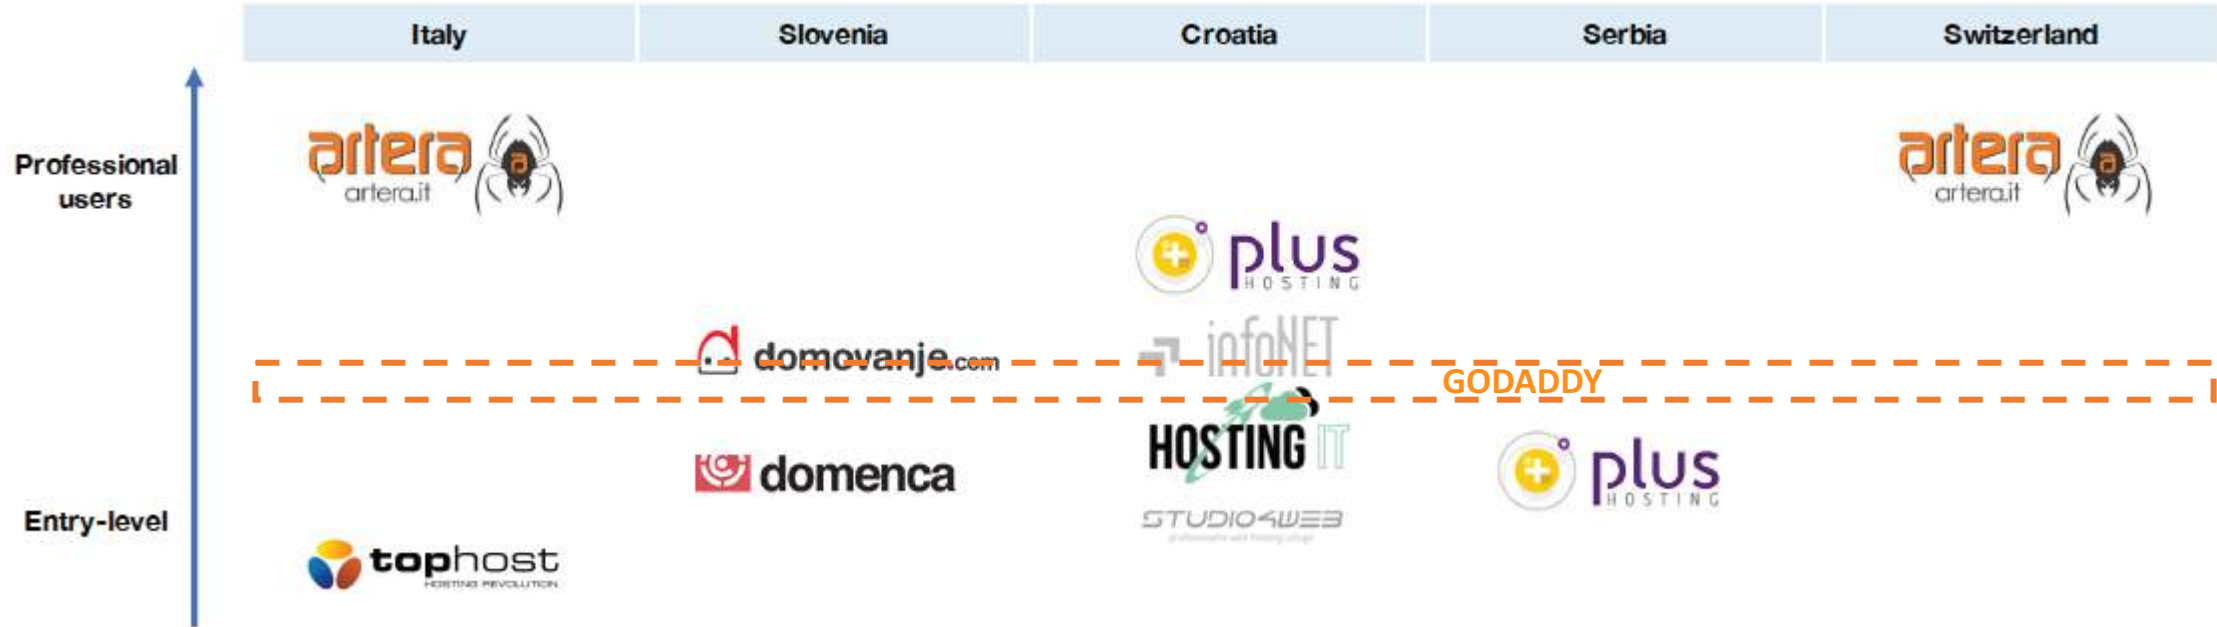 Italy
Slovenia
Croatia
Serbia
Switzerland
Professional
users
artera
artera.it
a
artera
artera.it
a
plus
HOSTING
infoNET
domovanje.com
GODADDY
HOSTING IT
plus
HOSTING
domenca
STUDIO4WEB
Entry-level
tophost
HOSTING REVOLUTION